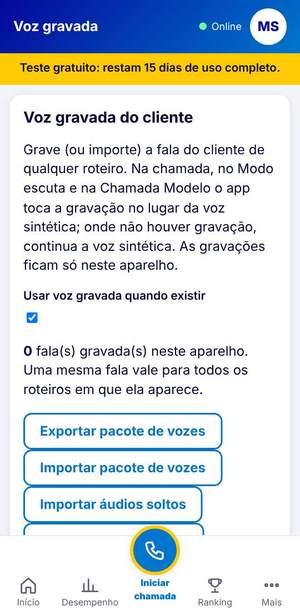 Voz gravada
Online
MS
Teste gratuito: restam 15 dias de uso completo.
Voz gravada do cliente
Grave (ou importe) a fala do cliente de
qualquer roteiro. Na chamada, no Modo
escuta e na Chamada Modelo o app
toca a gravação no lugar da voz
sintética; onde não houver gravação,
continua a voz sintética. As gravações
ficam só neste aparelho.
Usar voz gravada quando existir
0 fala(s) gravada(s) neste aparelho.
Uma mesma fala vale para todos os
roteiros em que ela aparece.
Exportar pacote de vozes
Importar pacote de vozes
Importar áudios soltos
Início
Desempenho
Iniciar
chamada
Ranking
Mais